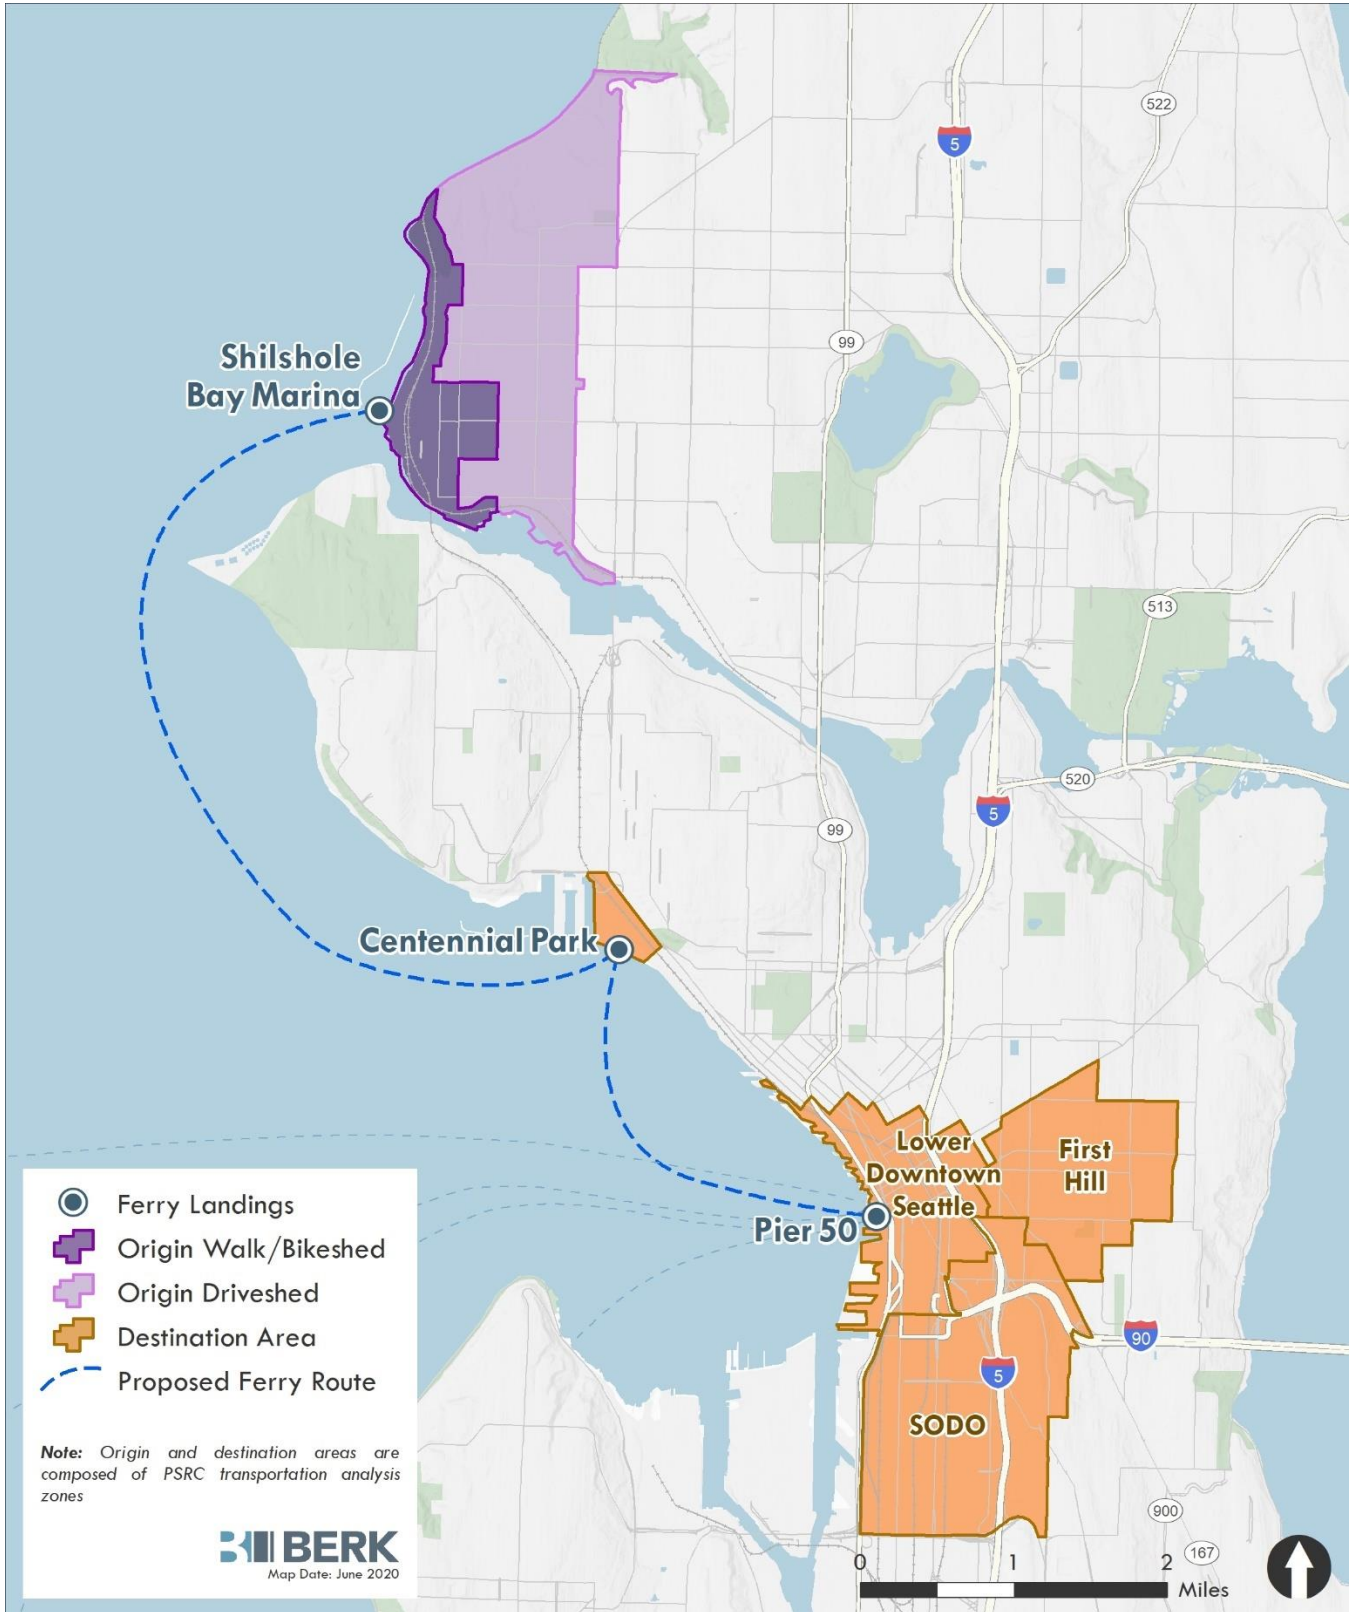 522
5
99
Shilshole
Bay Marina
513
520
5
99
Centennial Park
Lower
Downtown
Seattle
First
Hill
Pier 50
90
5
SODO
Ferry Landings
Origin Walk/Bikeshed
Origin Driveshed
Destination Area
Proposed Ferry Route
Note: Origin and destination areas are
composed of PSRC transportation analysis
zones
BERK
Map Date: June 2020
900
167
0 1 2
Miles